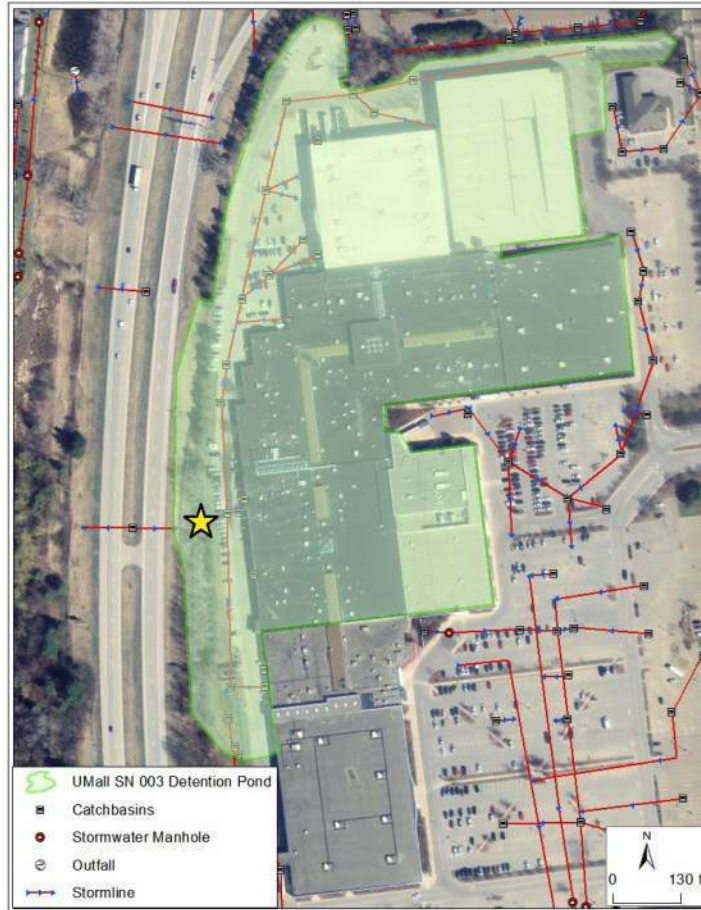 UMall SN 003 Detention Pond
Catchbasins
Stormwater Manhole
Outfall
Stormline
N
0 130